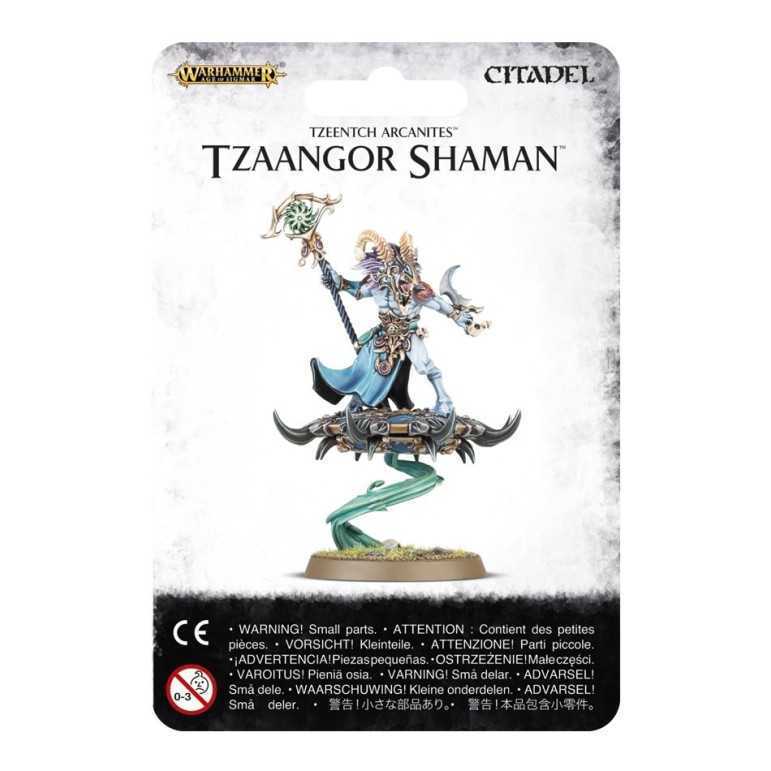 WARHAMMER
AGE OF SIGMAR
CITADEL
TZEENTCH ARCANITES™
TZAANGOR SHAMAN™
CE
0-3
• WARNING! Small parts. • ATTENTION : Contient des petites
pièces. • VORSICHT! Kleinteile. • ATTENZIONE! Parti piccole.
•¡ADVERTENCIA!Piezaspequeñas.•OSTRZEŻENIE!Małeczęści.
• VAROITUS! Pieniä osia. • VARNING! Små delar. • ADVARSEL!
Små dele. • WAARSCHUWING! Kleine onderdelen. • ADVARSEL!
Små deler. • 警告!小さな部品あり。• 警告!本品包含小零件。